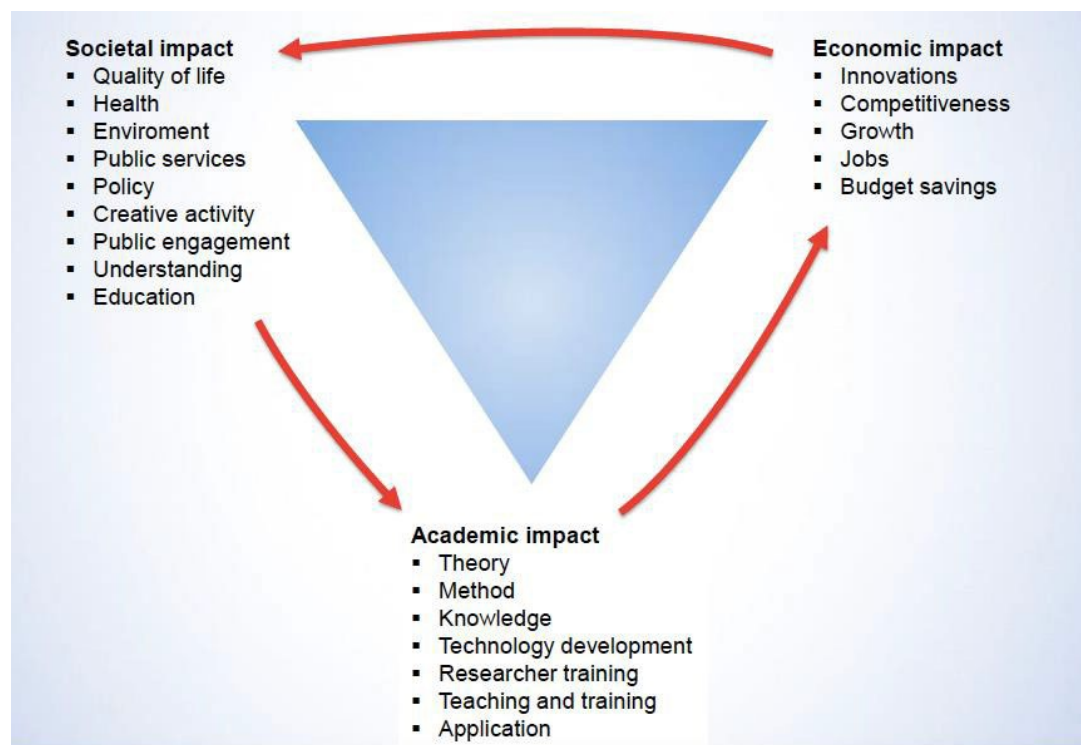 Societal impact
▪ Quality of life
▪ Health
▪ Enviroment
▪ Public services
▪ Policy
▪ Creative activity
▪ Public engagement
▪ Understanding
▪ Education
Economic impact
▪ Innovations
▪ Competitiveness
▪ Growth
▪ Jobs
▪ Budget savings
Academic impact
▪ Theory
▪ Method
▪ Knowledge
▪ Technology development
▪ Researcher training
▪ Teaching and training
▪ Application